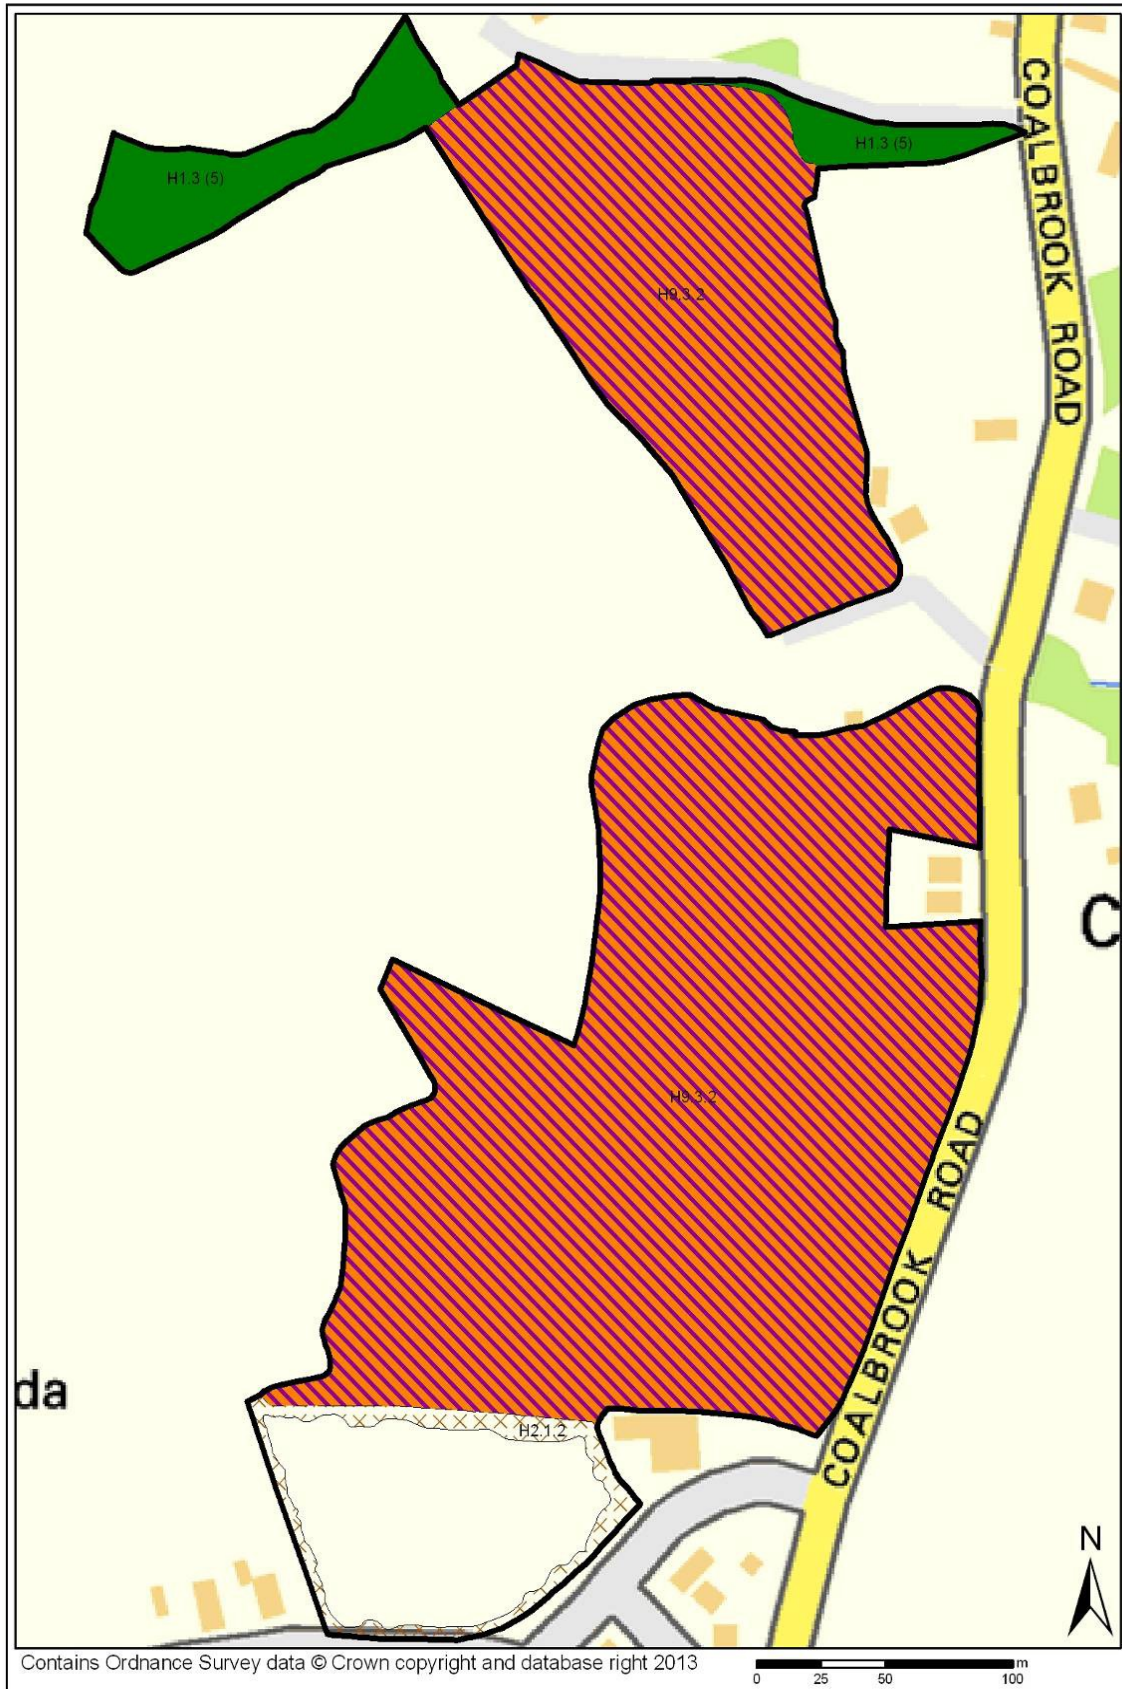 COALBROOK ROAD
H1.3 (5)
H1.3 (5)
H9.3.2
C
H9.3.2
COALBROOK ROAD
da
H2.1.2
N
Contains Ordnance Survey data © Crown copyright and database right 2013
m
0 25 50 100